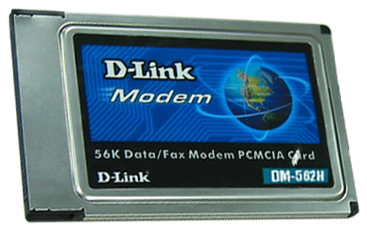 D-Link
Modem
56K Data/Fax Modem PCMCIA Card
D-Link
DM-562H